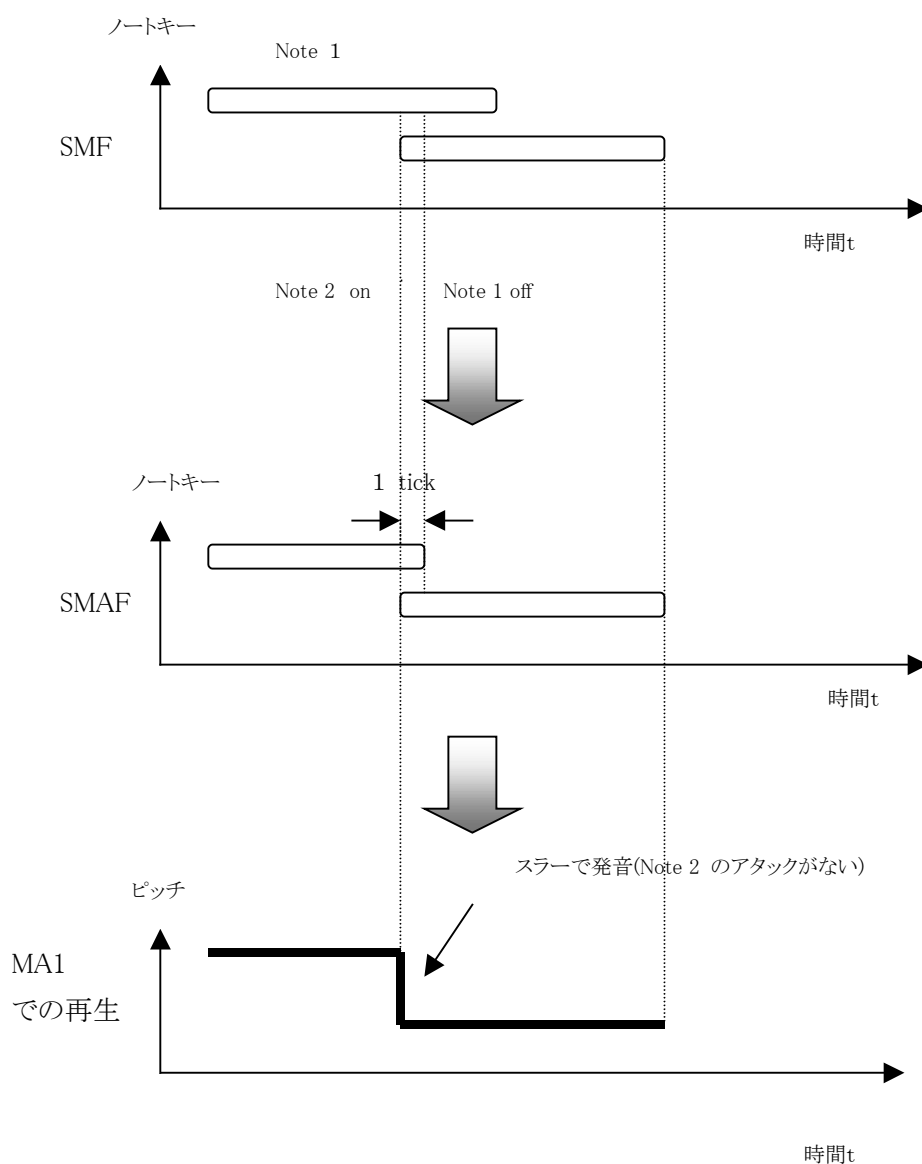 ノートキー
Note 1
SMF
時間t
Note 2 on
Note 1 off
ノートキー
1 tick
SMAF
時間t
スラーで発音(Note 2 のアタックがない)
ピッチ
MA1
での再生
時間t